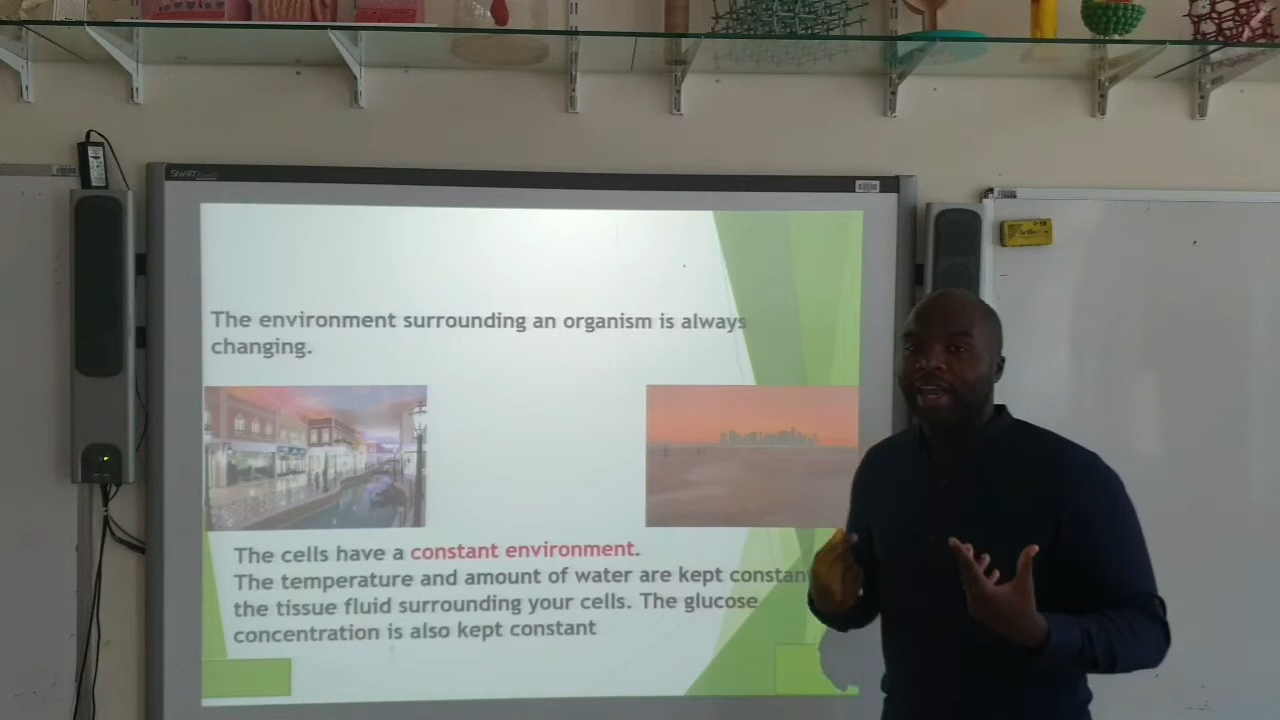 SMART
The environment surrounding an organism is always
changing.
The cells have a constant environment.
The temperature and amount of water are kept constan
the tissue fluid surrounding your cells. The glucose
concentration is also kept constant